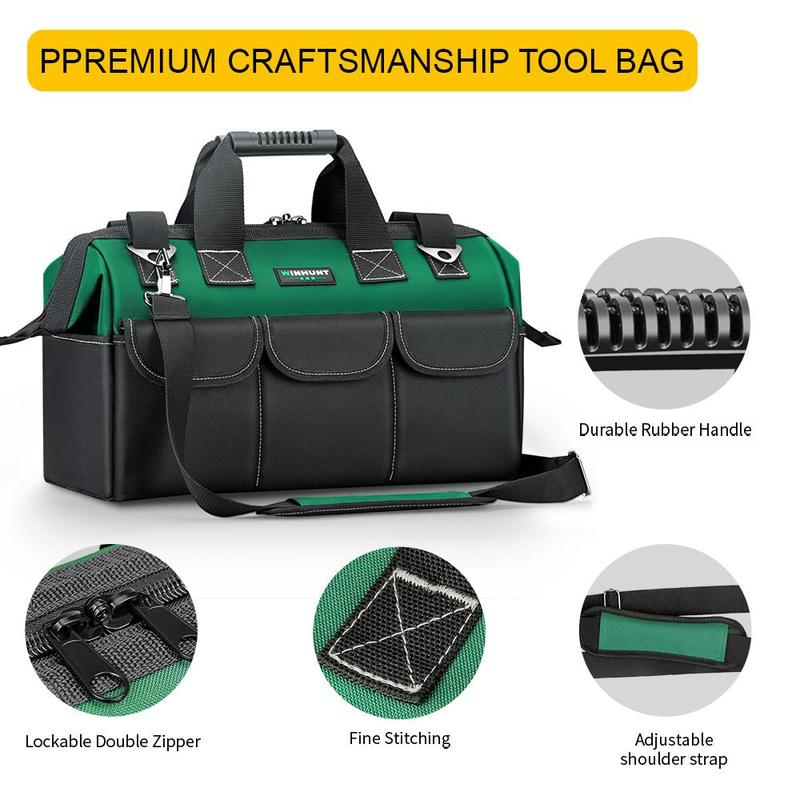 PPREMIUM CRAFTSMANSHIP TOOL BAG
WINHUNT
Durable Rubber Handle
Lockable Double Zipper
Fine Stitching
Adjustable
shoulder strap